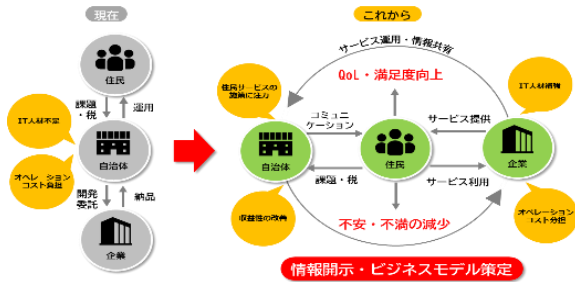 現在
住民
課題
・税
運用
IT人材不足
自治体
オペレーション
コスト負担
開発
委託
納品
企業
これから
サービス運用・情報共有
QoL・満足度向上
住民サービスの
施策に注力
IT人材補填
コミュニ
ケーション
サービス提供
自治体
住民
企業
課題・税
サービス利用
収益性の改善
不安・不満の減少
オペレーション
コスト分担
情報開示・ビジネスモデル策定